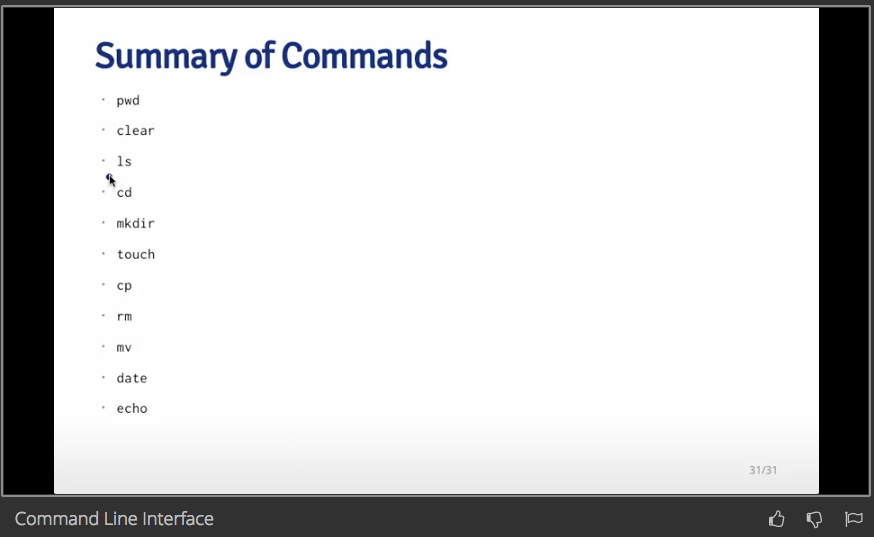 Summary of Commands
pwd
clear
ls
cd
mkdir
touch
cp
rm
mv
date
echo
31/31
Command Line Interface